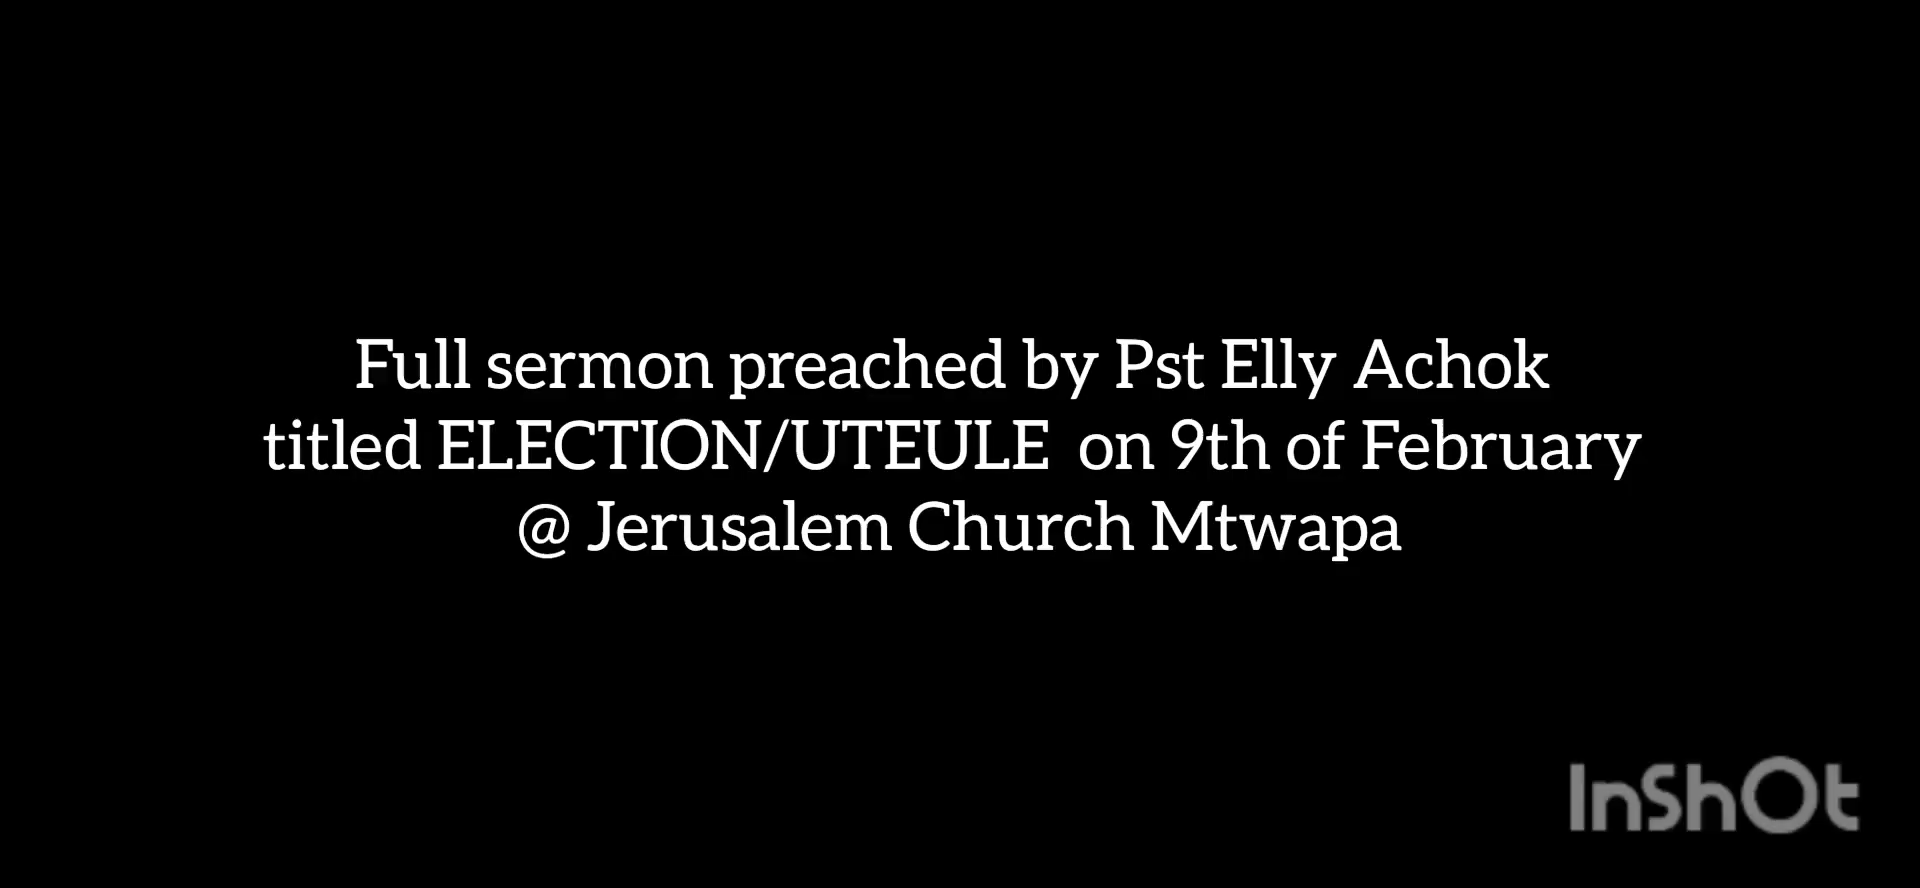 Full sermon preached by Pst Elly Achok
titled ELECTION/UTEULE on 9th of February
@ Jerusalem Church Mtwapa
InShOt